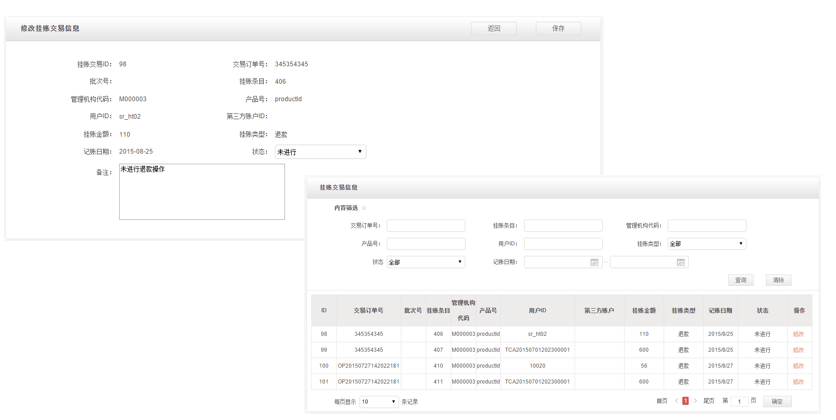 修改挂账交易信息 返回 保存
挂账交易ID： 98 交易订单号： 345354345
批次号： 挂账条目： 406
管理机构代码： M000003 产品号： productId
用户ID： sr_ht02 第三方账户ID：
挂账金额： 110 挂账类型： 退款
记账日期： 2015-08-25 状态： 未进行
备注： 未进行退款操作
挂账交易信息
内容筛选
交易订单号： 挂账条目： 管理机构代码：
产品号： 用户ID： 挂账类型： 全部
状态 全部 记账日期：
查询 清除
ID 交易订单号 批次号 挂账条目 管理机构代码 产品号 用户ID 第三方账户 挂账金额 挂账类型 记账日期 状态 操作
98 345354345 406 M000003 productId sr_ht02 110 退款 2015/8/25 未进行 修改
99 345354345 407 M000003 productId TCA20150701202300001 600 退款 2015/8/25 未进行 修改
100 OP20150727142022181 410 M000003 productId 10020 56 退款 2015/8/27 未进行 修改
101 OP20150727142022181 411 M000003 productId TCA20150701202300001 600 退款 2015/8/27 未进行 修改
每页显示 10 条记录 首页 < 1 > 尾页 第 1 页 确定